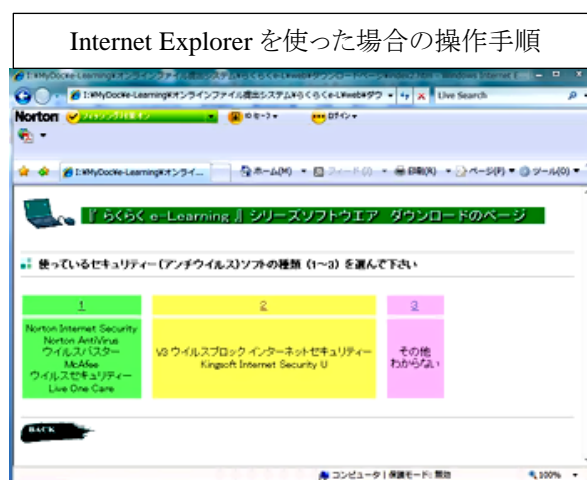 Internet Explorer を使った場合の操作手順
Live Search
Norton
ホーム(M)
印刷(R)
ページ(P)
ツール(O)
『 らくらく e-Learning 』 シリーズソフトウエア ダウンロードのページ
使っているセキュリティー(アンチウイルス)ソフトの種類 (1～3) を選んで下さい
1
2
3
Norton Internet Security
Norton AntiVirus
ウイルスバスター
McAfee
ウイルスセキュリティー
Live One Care
V3 ウイルスブロック インターネットセキュリティー
Kingsoft Internet Security U
その他
わからない
BACK
コンピュータ | 保護モード: 無効
100%